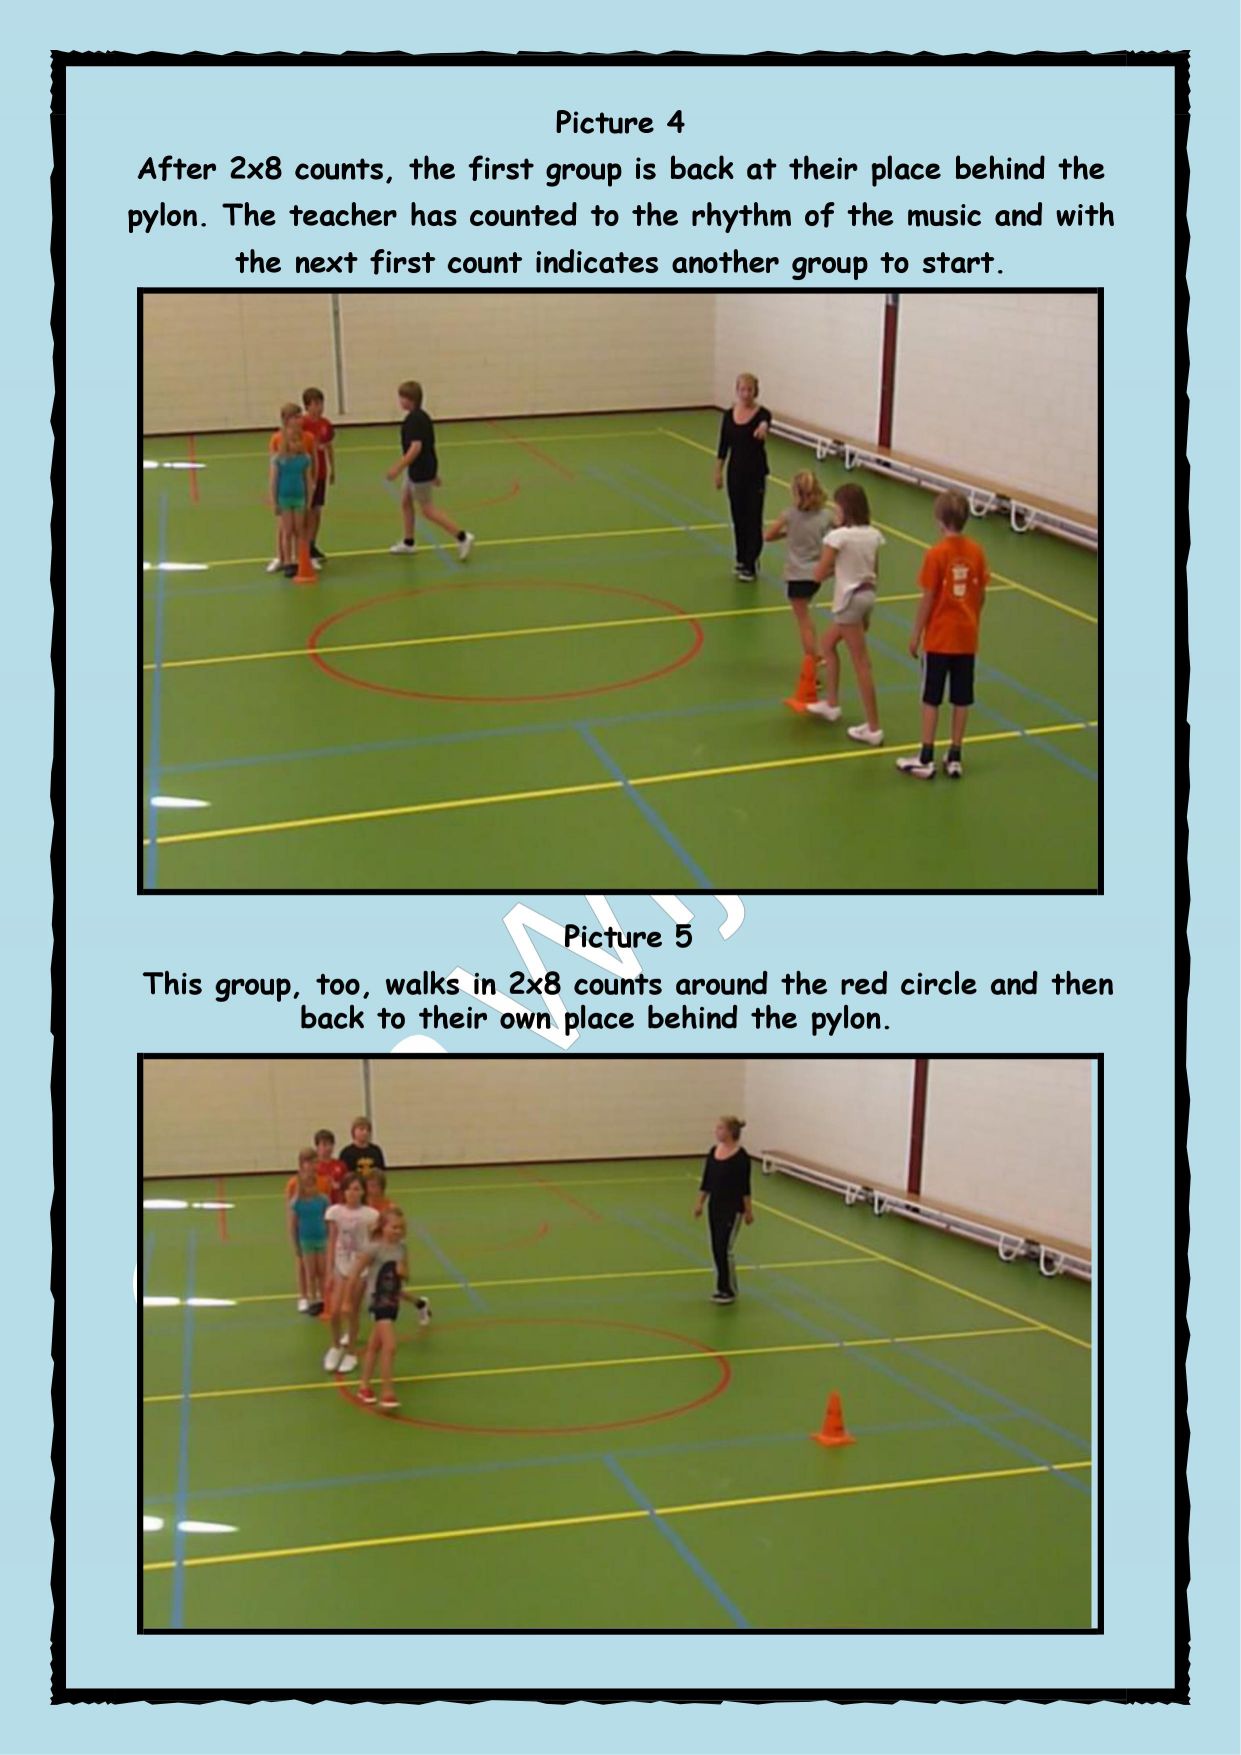 Picture 4
After 2x8 counts, the first group is back at their place behind the
pylon. The teacher has counted to the rhythm of the music and with
the next first count indicates another group to start.
Picture 5
This group, too, walks in 2x8 counts around the red circle and then
back to their own place behind the pylon.